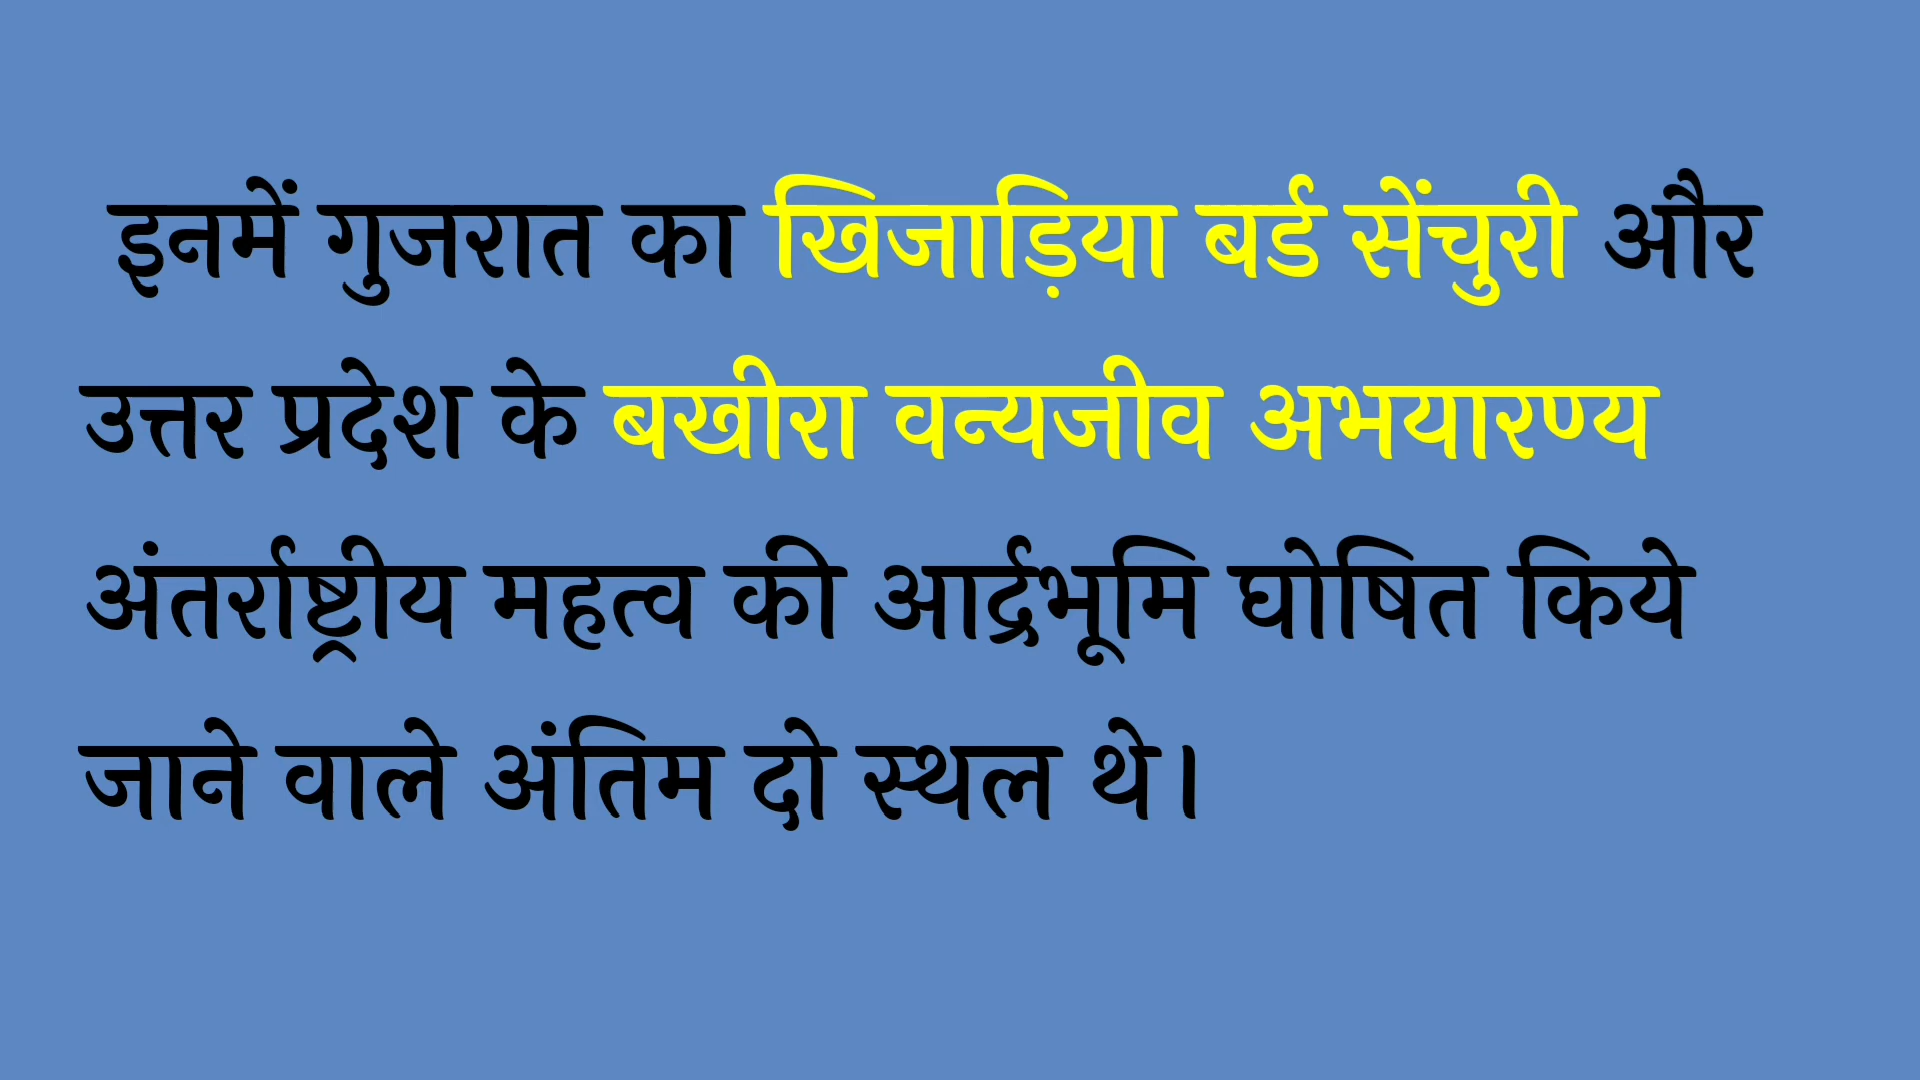 इनमें गुजरात का खिजाड़िया बर्ड सेंचुरी और
उत्तर प्रदेश के बखीरा वन्यजीव अभयारण्य
अंतर्राष्ट्रीय महत्व की आर्द्रभूमि घोषित किये
जाने वाले अंतिम दो स्थल थे।